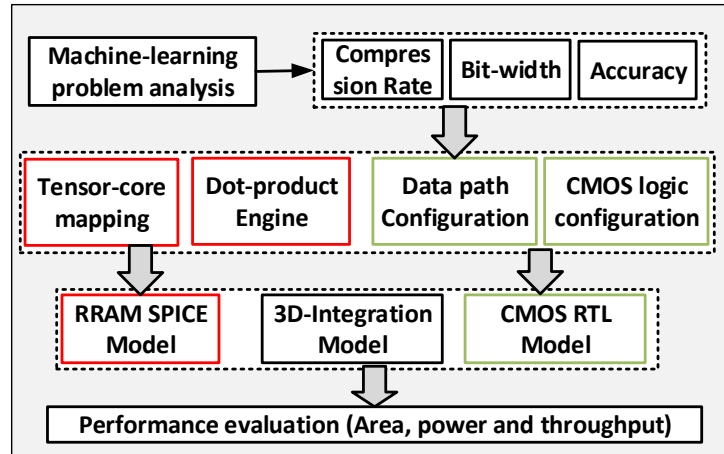 Machine-learning
problem analysis
Compres
sion Rate
Bit-width
Accuracy
Tensor-core
mapping
Dot-product
Engine
Data path
Configuration
CMOS logic
configuration
RRAM SPICE
Model
3D-Integration
Model
CMOS RTL
Model
Performance evaluation (Area, power and throughput)